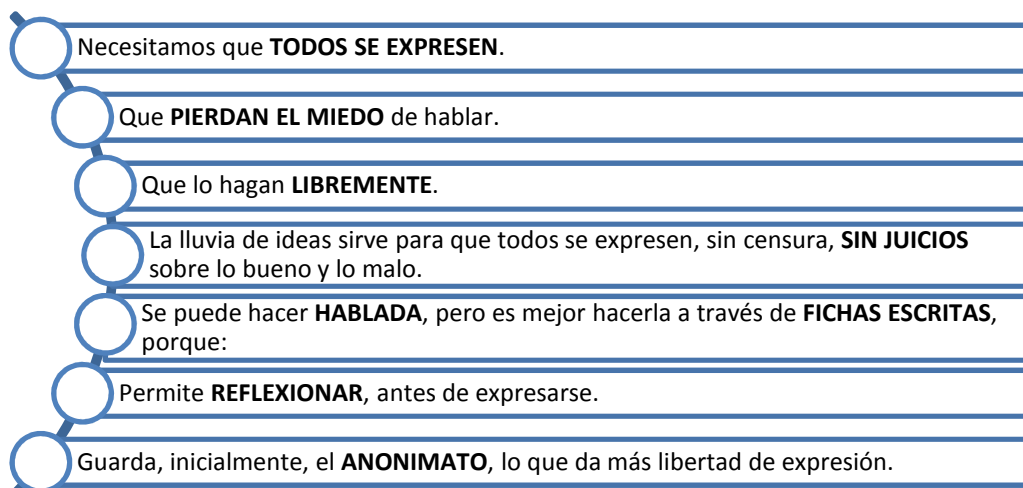 Necesitamos que TODOS SE EXPRESEN.
Que PIERDAN EL MIEDO de hablar.
Que lo hagan LIBREMENTE.
La lluvia de ideas sirve para que todos se expresen, sin censura, SIN JUICIOS
sobre lo bueno y lo malo.
Se puede hacer HABLADA, pero es mejor hacerla a través de FICHAS ESCRITAS,
porque:
Permite REFLEXIONAR, antes de expresarse.
Guarda, inicialmente, el ANONIMATO, lo que da más libertad de expresión.